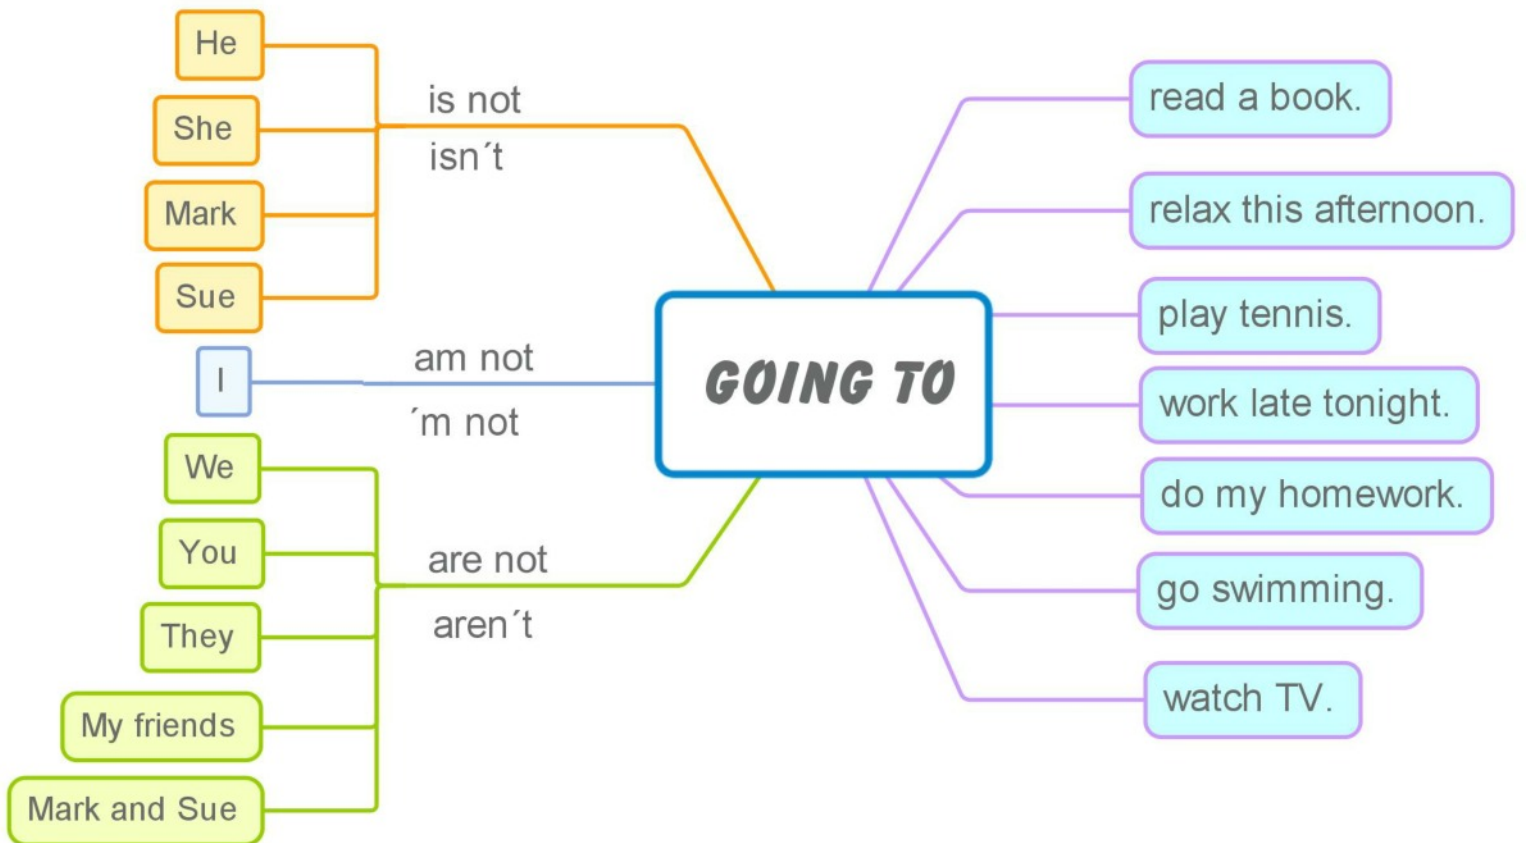 He
She
Mark
Sue
is not
isn´t
I
am not
´m not
We
You
They
My friends
Mark and Sue
are not
aren´t
GOING TO
read a book.
relax this afternoon.
play tennis.
work late tonight.
do my homework.
go swimming.
watch TV.